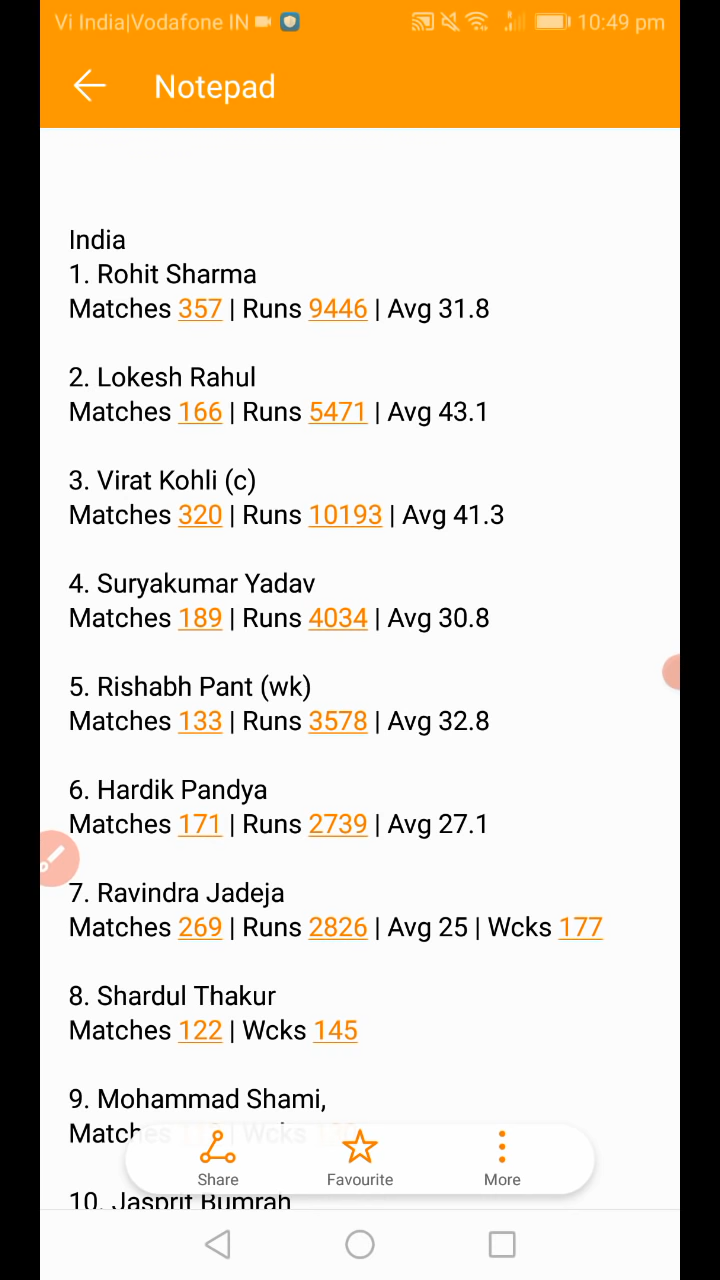 Vi India|Vodafone IN
10:49 pm
Notepad
India
1. Rohit Sharma
Matches 357 | Runs 9446 | Avg 31.8
2. Lokesh Rahul
Matches 166 | Runs 5471 | Avg 43.1
3. Virat Kohli (c)
Matches 320 | Runs 10193 | Avg 41.3
4. Suryakumar Yadav
Matches 189 | Runs 4034 | Avg 30.8
5. Rishabh Pant (wk)
Matches 133 | Runs 3578 | Avg 32.8
6. Hardik Pandya
Matches 171 | Runs 2739 | Avg 27.1
7. Ravindra Jadeja
Matches 269 | Runs 2826 | Avg 25 | Wcks 177
8. Shardul Thakur
Matches 122 | Wcks 145
9. Mohammad Shami,
Matches | Wcks
10. Jasprit Bumrah
Share
Favourite
More